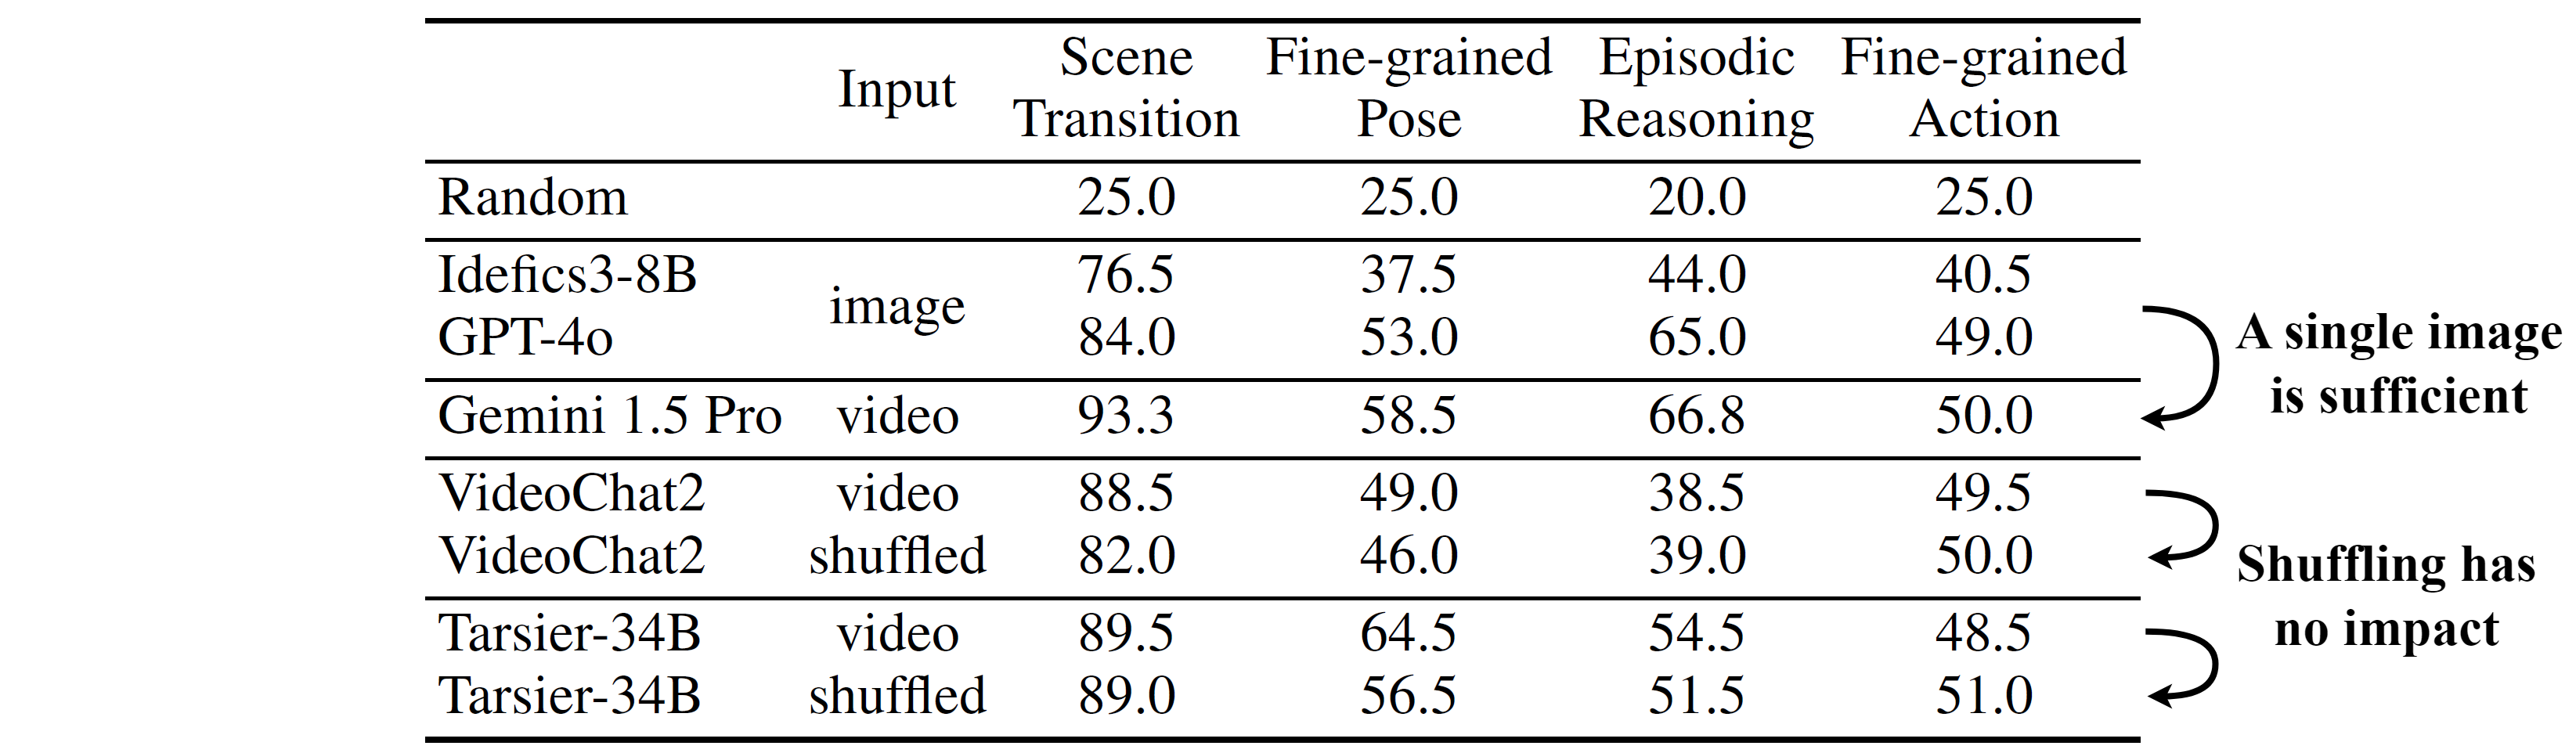 Input Scene Transition Fine-grained Pose Episodic Reasoning Fine-grained Action
Random 25.0 25.0 20.0 25.0
Idefics3-8B image 76.5 37.5 44.0 40.5
GPT-4o 84.0 53.0 65.0 49.0
Gemini 1.5 Pro video 93.3 58.5 66.8 50.0
VideoChat2 video 88.5 49.0 38.5 49.5
VideoChat2 shuffled 82.0 46.0 39.0 50.0
Tarsier-34B video 89.5 64.5 54.5 48.5
Tarsier-34B shuffled 89.0 56.5 51.5 51.0
A single image
is sufficient
Shuffling has
no impact